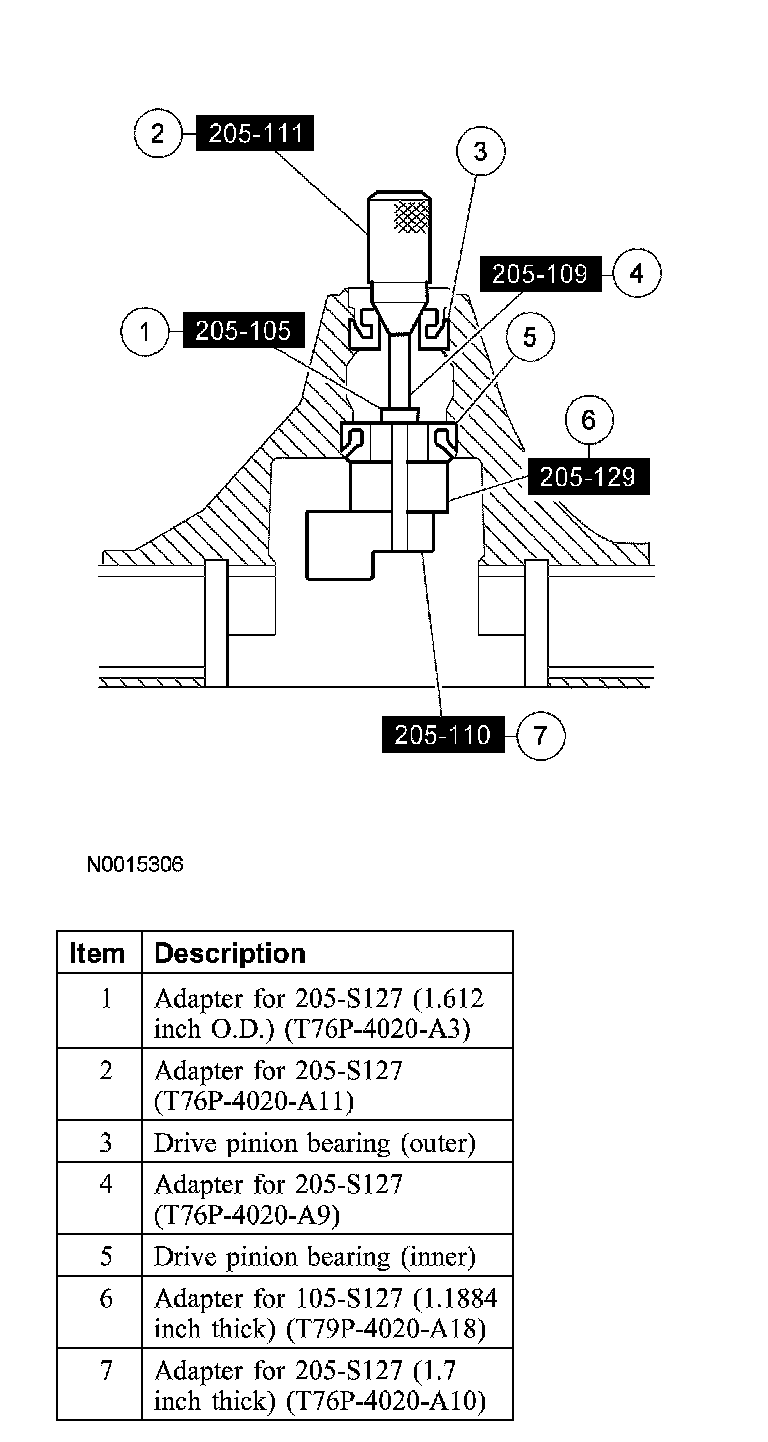 2 205-111
3
205-109 4
1 205-105
5
6
205-129
205-110 7
N0015306
Item Description
1 Adapter for 205-S127 (1.612
inch O.D.) (T76P-4020-A3)
2 Adapter for 205-S127
(T76P-4020-A11)
3 Drive pinion bearing (outer)
4 Adapter for 205-S127
(T76P-4020-A9)
5 Drive pinion bearing (inner)
6 Adapter for 105-S127 (1.1884
inch thick) (T79P-4020-A18)
7 Adapter for 205-S127 (1.7
inch thick) (T76P-4020-A10)